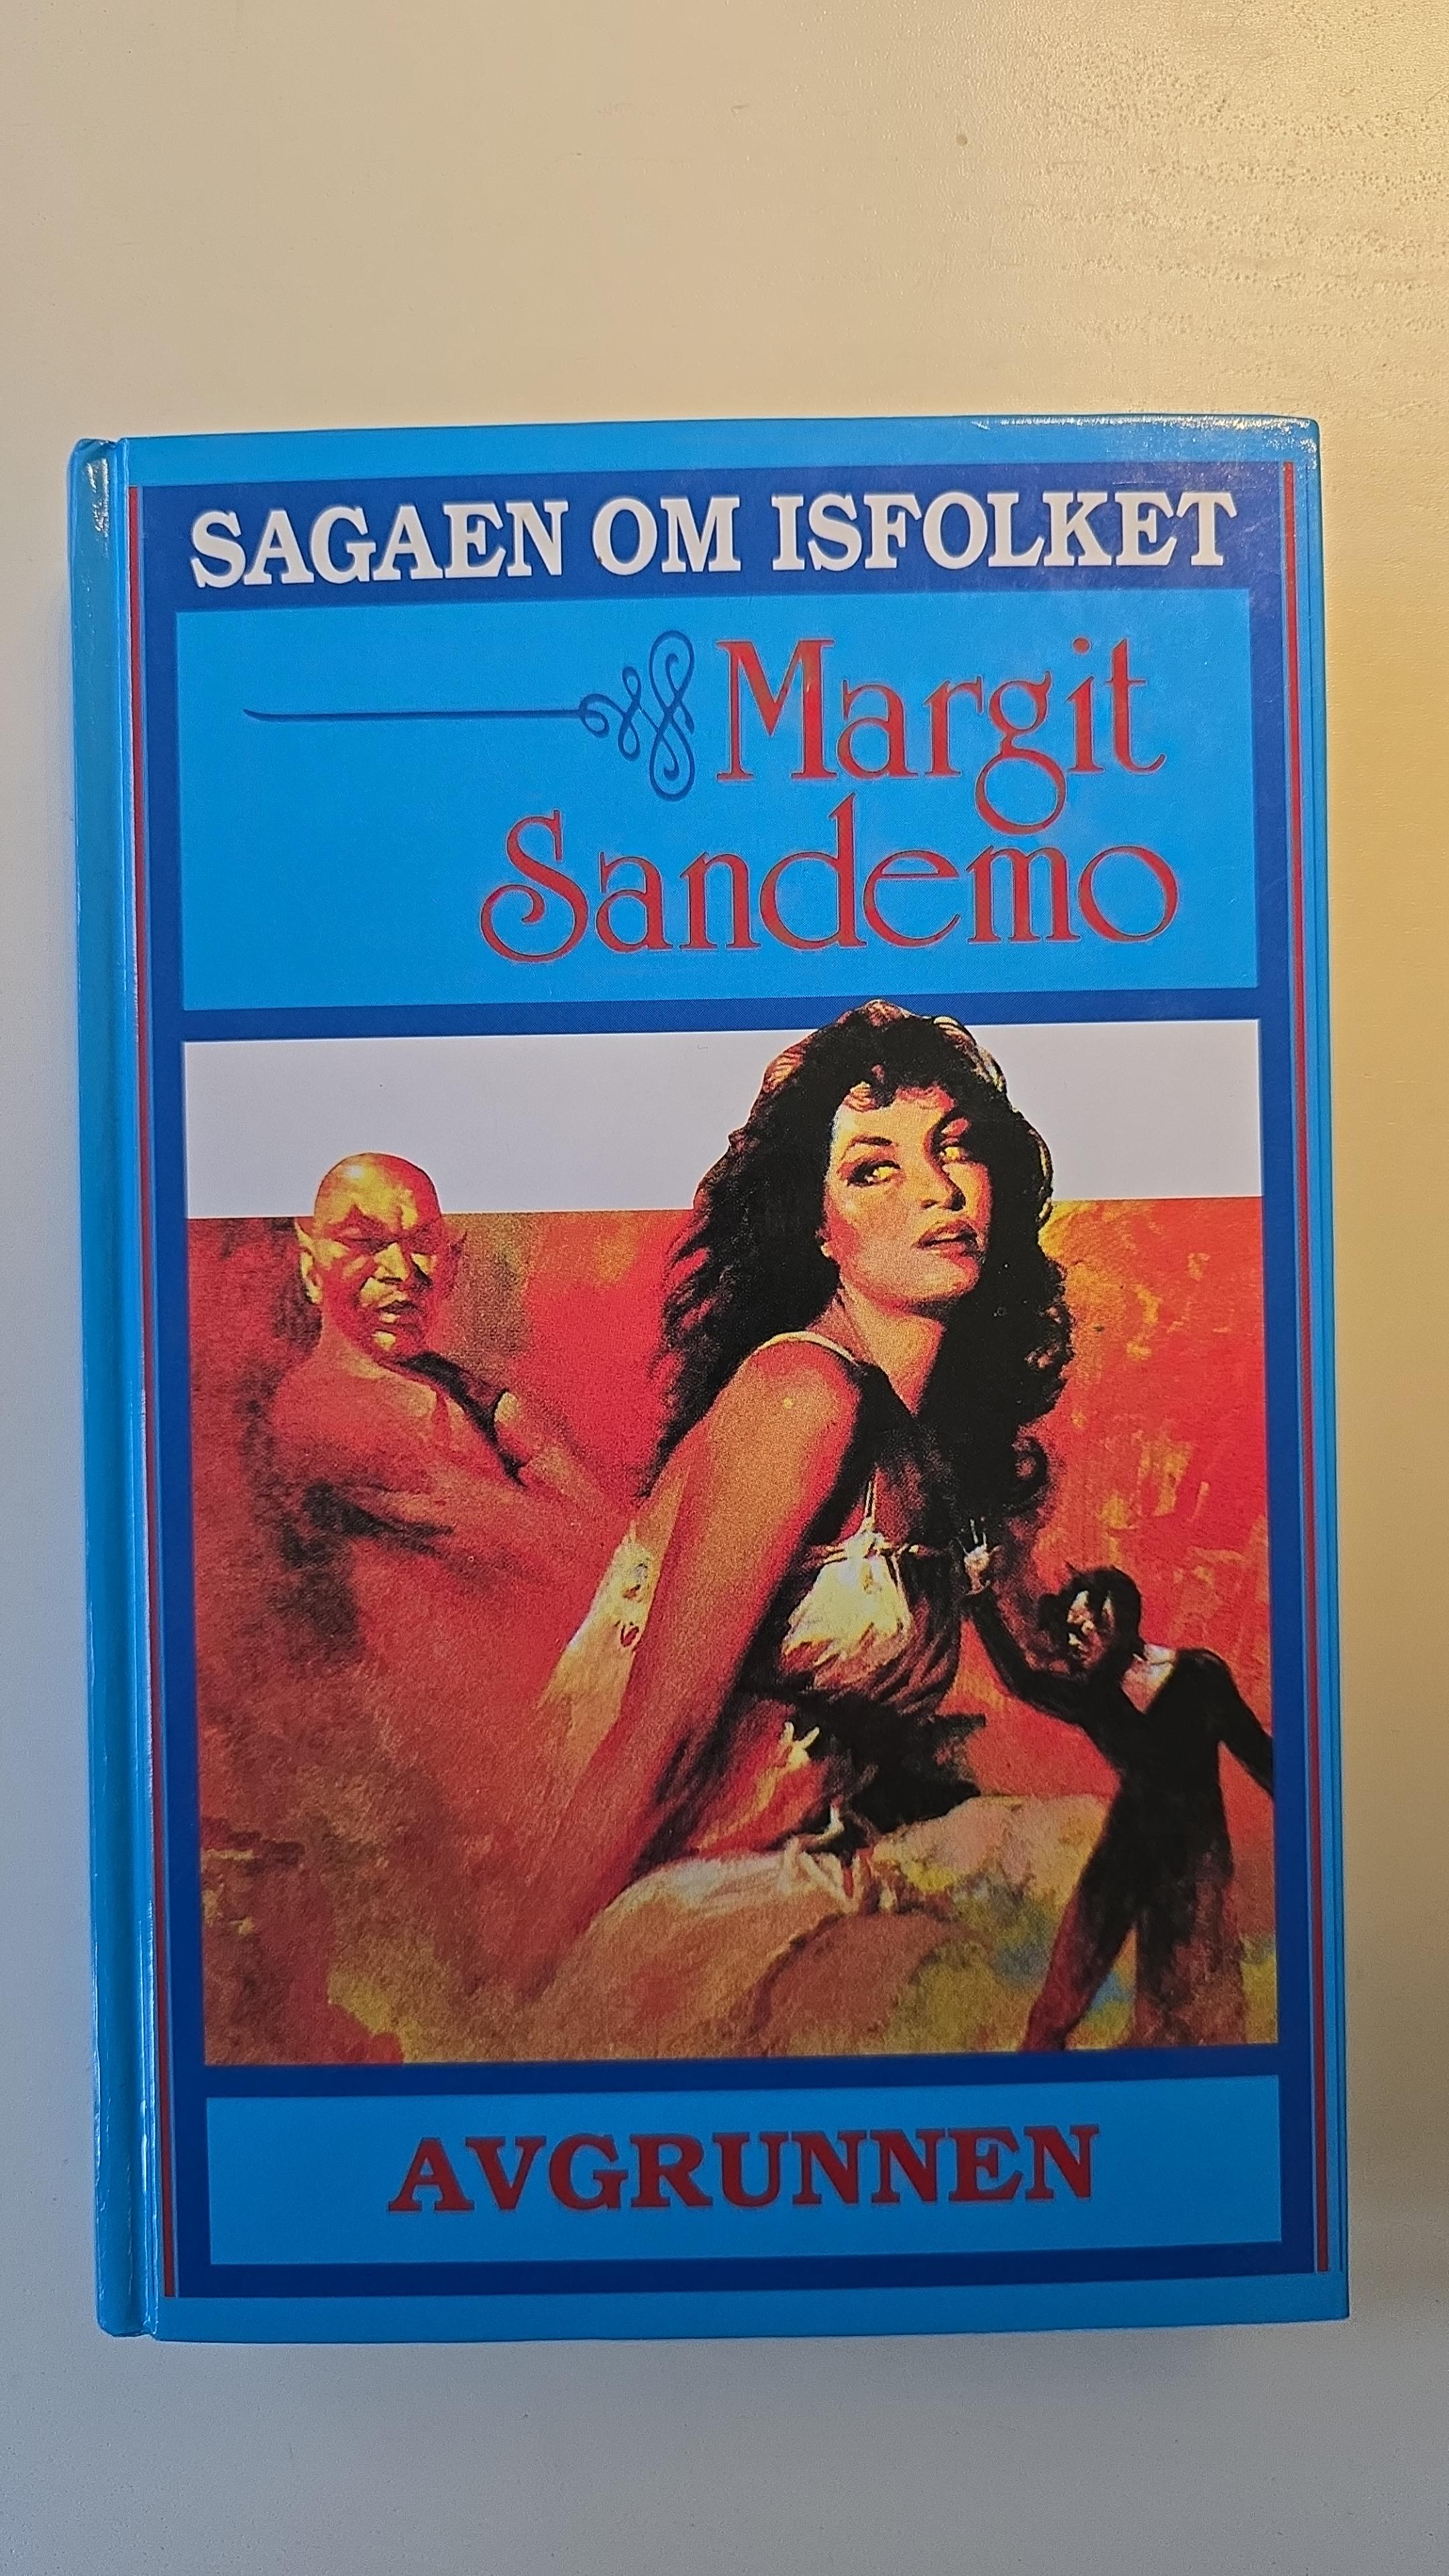 SAGAEN OM ISFOLKET
Margit
Sandemo
AVGRUNNEN